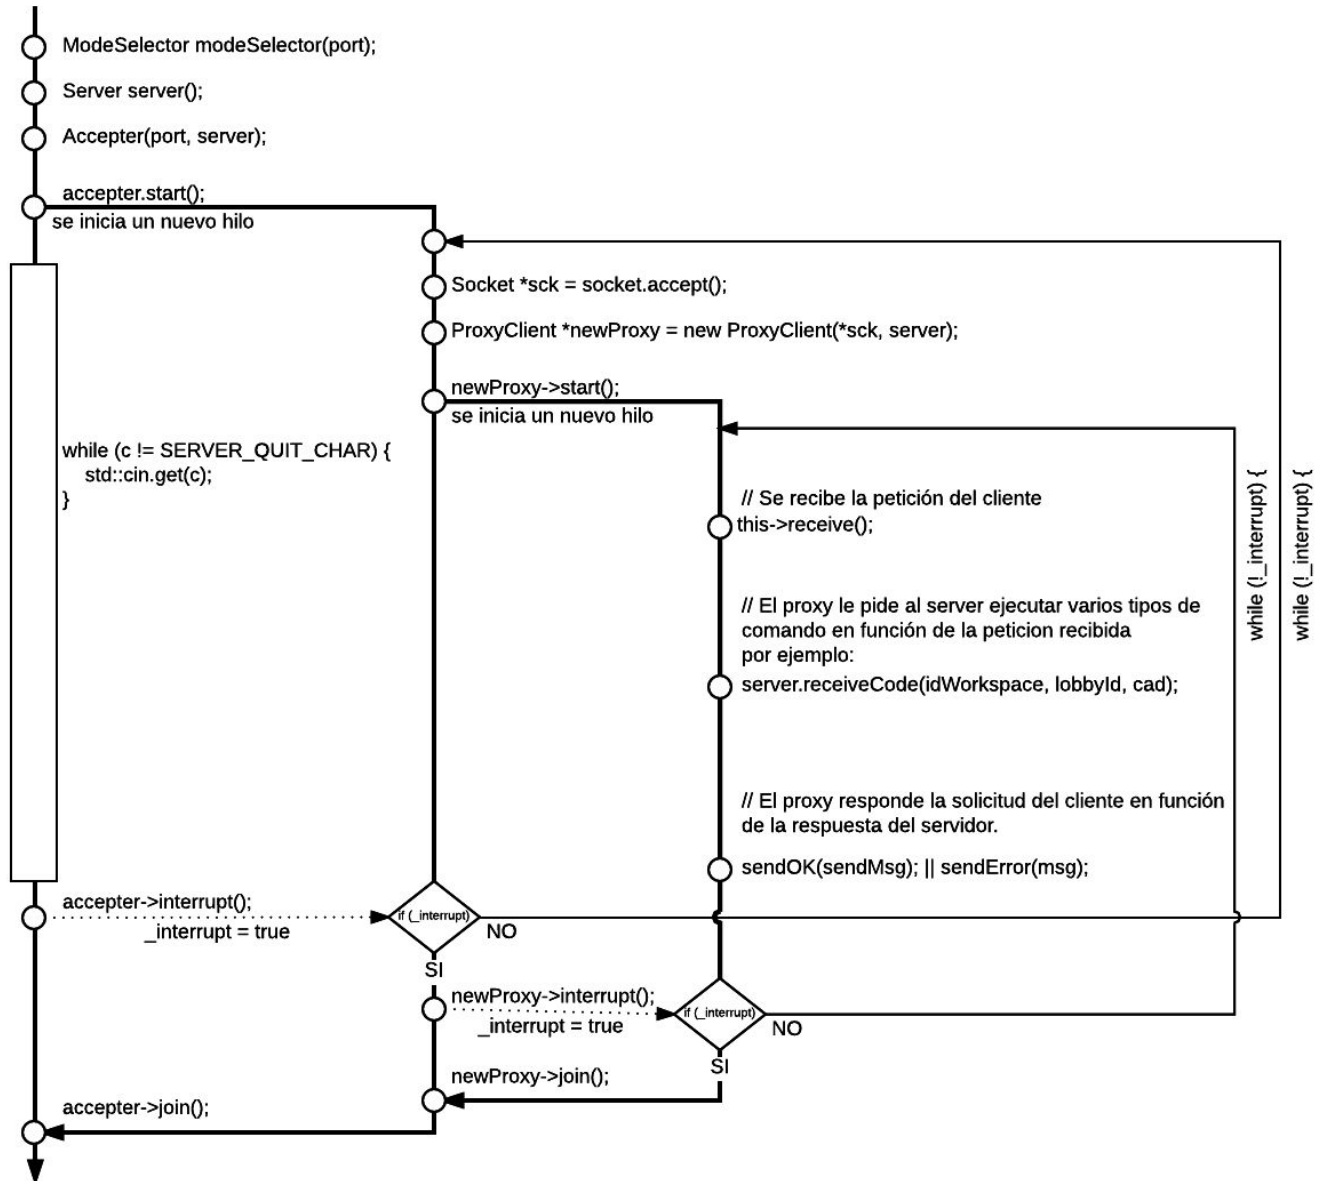 ModeSelector modeSelector(port);
Server server();
Accepter(port, server);
accepter.start();
se inicia un nuevo hilo
Socket *sck = socket.accept();
ProxyClient *newProxy = new ProxyClient(*sck, server);
newProxy->start();
se inicia un nuevo hilo
while (c != SERVER_QUIT_CHAR) {
std::cin.get(c);
}
// Se recibe la petición del cliente
this->receive();
while (!_interrupt) {
while (!_interrupt) {
// El proxy le pide al server ejecutar varios tipos de
comando en función de la peticion recibida
por ejemplo:
server.receiveCode(idWorkspace, lobbyId, cad);
// El proxy responde la solicitud del cliente en función
de la respuesta del servidor.
sendOK(sendMsg); || sendError(msg);
accepter->interrupt();
_interrupt = true
if (_interrupt)
NO
SI
newProxy->interrupt();
_interrupt = true
if (_interrupt)
NO
SI
newProxy->join();
accepter->join();